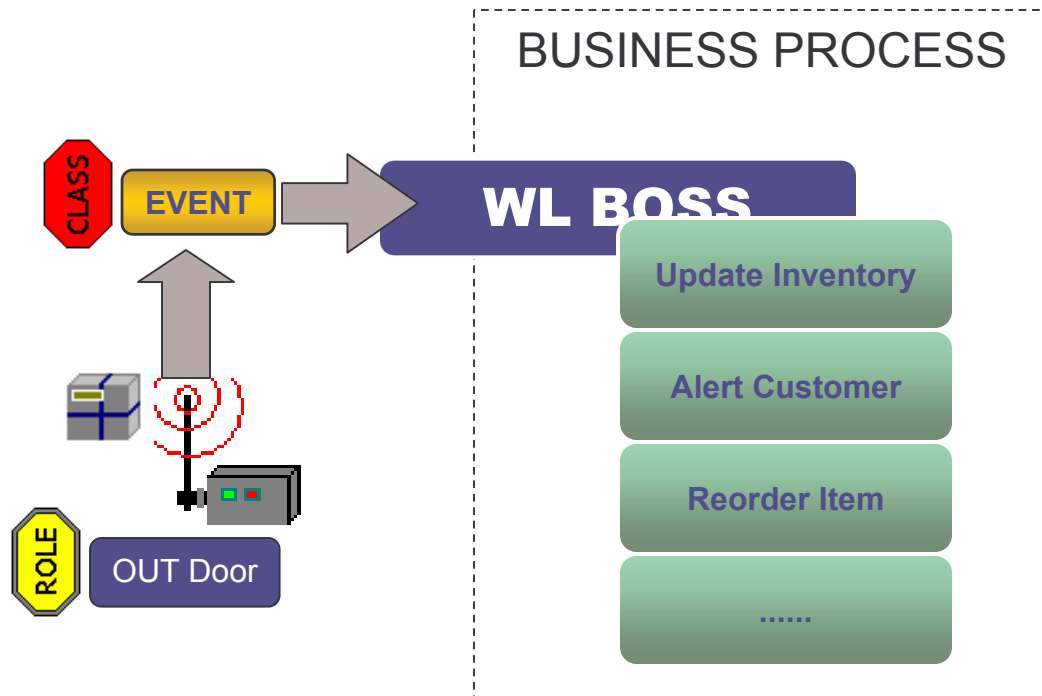 BUSINESS PROCESS
CLASS
EVENT
WL BOSS
Update Inventory
Alert Customer
Reorder Item
ROLE
OUT Door
......